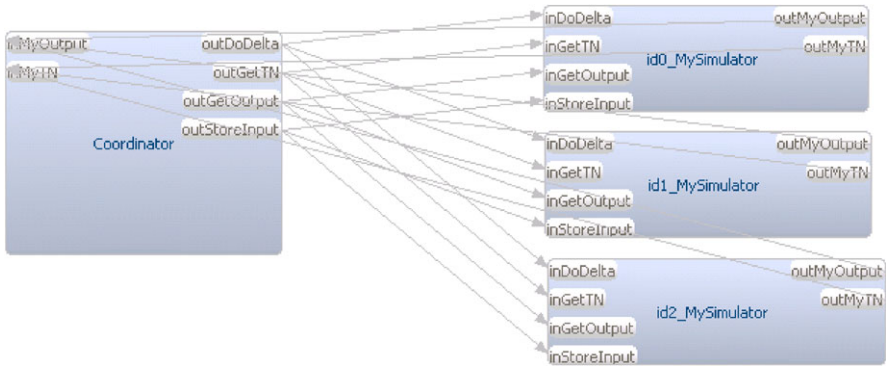 inMyOutput
outDoDelta
inMyTN
outGetTN
outGetOutput
outStoreInput
Coordinator
inDoDelta
outMyOutput
inGetTN
outMyTN
id0_MySimulator
inGetOutput
inStoreInput
inDoDelta
outMyOutput
inGetTN
outMyTN
id1_MySimulator
inGetOutput
inStoreInput
inDoDelta
outMyOutput
inGetTN
outMyTN
id2_MySimulator
inGetOutput
inStoreInput